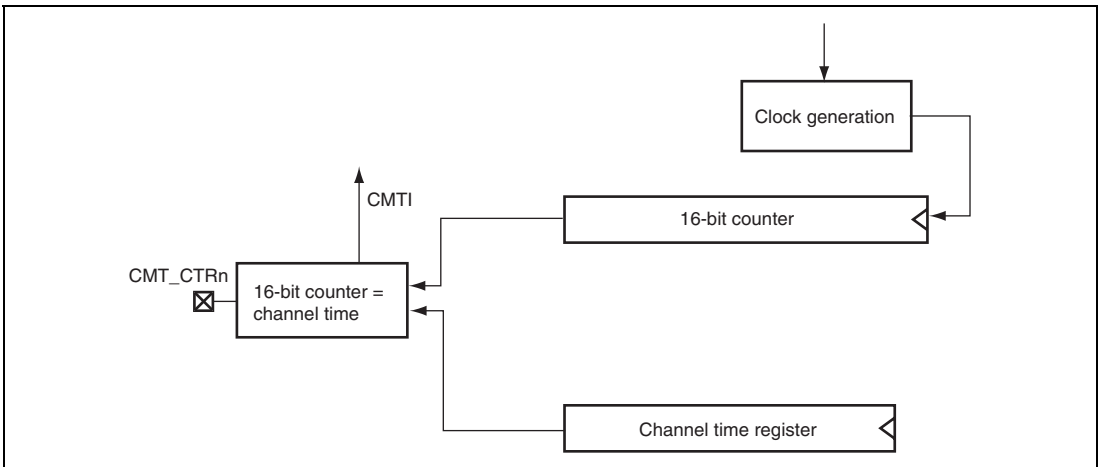 Clock generation
CMTI
16-bit counter
CMT_CTRn
16-bit counter =
channel time
Channel time register